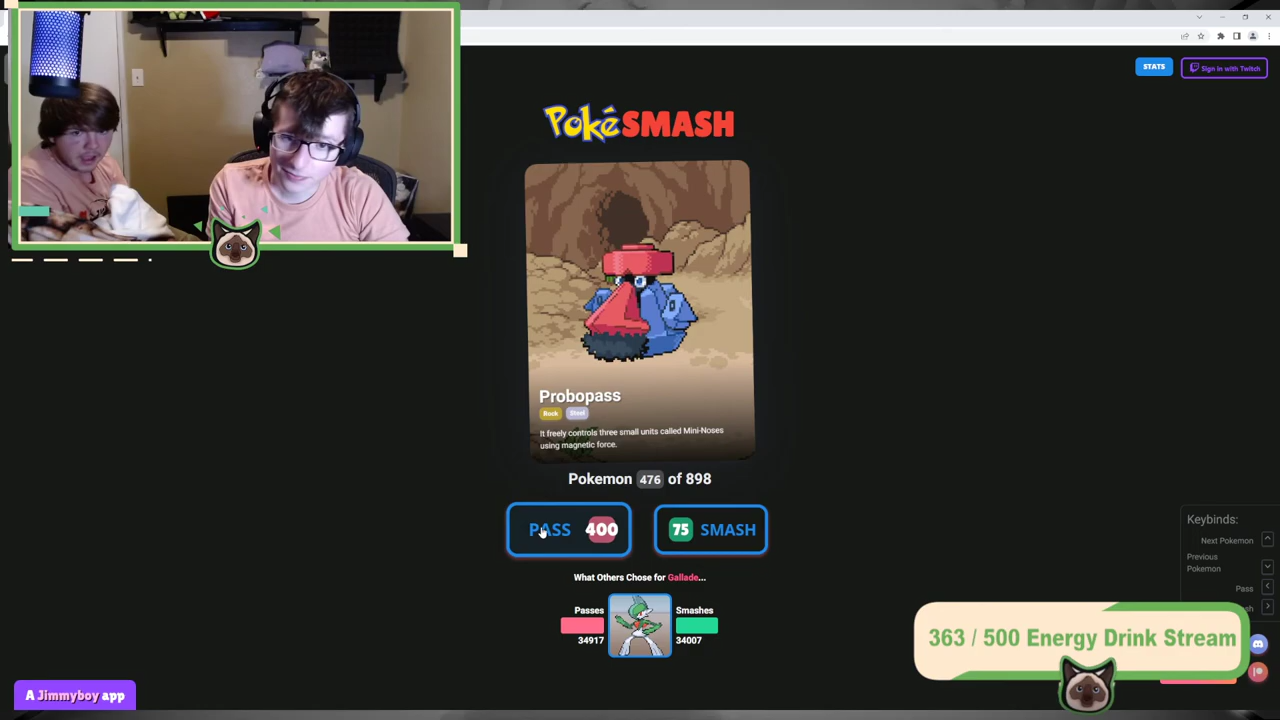 STATS
Sign in with Twitch
PokéSMASH
Probopass
Rock Steel
It freely controls three small units called Mini-Noses
using magnetic force.
Pokemon 476 of 898
PASS 400
75 SMASH
What Others Chose for Gallade...
Passes
34917
Smashes
34007
Keybinds:
Next Pokemon
Previous
Pokemon
Pass
363 / 500 Energy Drink Stream
A Jimmyboy app